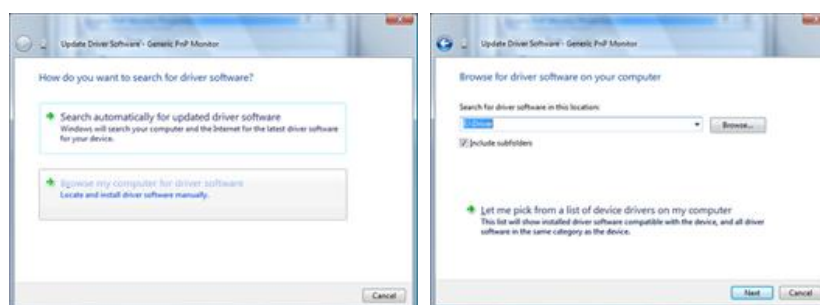 Update Driver Software - Generic PnP Monitor
How do you want to search for driver software?
Search automatically for updated driver software
Windows will search your computer and the Internet for the latest driver software
for your device.
Browse my computer for driver software
Locate and install driver software manually.
Cancel
Update Driver Software - Generic PnP Monitor
Browse for driver software on your computer
Search for driver software in this location:
Browse...
Include subfolders
Let me pick from a list of device drivers on my computer
This list will show installed driver software compatible with the device, and all driver
software in the same category as the device.
Next Cancel